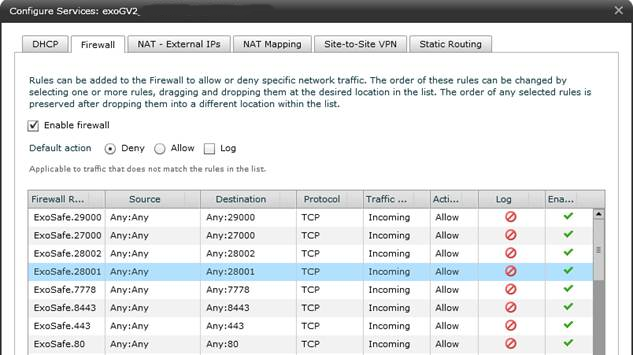 Configure Services: exoGV2_
DHCP Firewall NAT - External IPs NAT Mapping Site-to-Site VPN Static Routing
Rules can be added to the Firewall to allow or deny specific network traffic. The order of these rules can be changed by
selecting one or more rules, dragging and dropping them at the desired location in the list. The order of any selected rules is
preserved after dropping them into a different location within the list.
Enable firewall
Default action Deny Allow Log
Applicable to traffic that does not match the rules in the list.
Firewall R... Source Destination Protocol Traffic ... Acti... Log Ena...
ExoSafe.29000 Any:Any Any:29000 TCP Incoming Allow
ExoSafe.27000 Any:Any Any:27000 TCP Incoming Allow
ExoSafe.28002 Any:Any Any:28002 TCP Incoming Allow
ExoSafe.28001 Any:Any Any:28001 TCP Incoming Allow
ExoSafe.7778 Any:Any Any:7778 TCP Incoming Allow
ExoSafe.8443 Any:Any Any:8443 TCP Incoming Allow
ExoSafe.443 Any:Any Any:443 TCP Incoming Allow
ExoSafe.80 Any:Any Any:80 TCP Incoming Allow